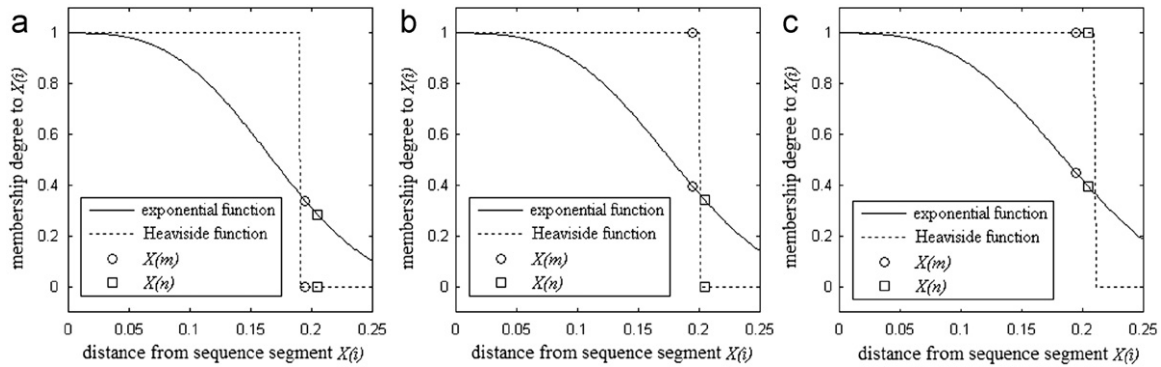 a
membership degree to X(i)
1
0.8
0.6
0.4
0.2
0
exponential function
Heaviside function
X(m)
X(n)
0 0.05 0.1 0.15 0.2 0.25
distance from sequence segment X(i)
b
membership degree to X(i)
1
0.8
0.6
0.4
0.2
0
exponential function
Heaviside function
X(m)
X(n)
0 0.05 0.1 0.15 0.2 0.25
distance from sequence segment X(i)
c
membership degree to X(i)
1
0.8
0.6
0.4
0.2
0
exponential function
Heaviside function
X(m)
X(n)
0 0.05 0.1 0.15 0.2 0.25
distance from sequence segment X(i)